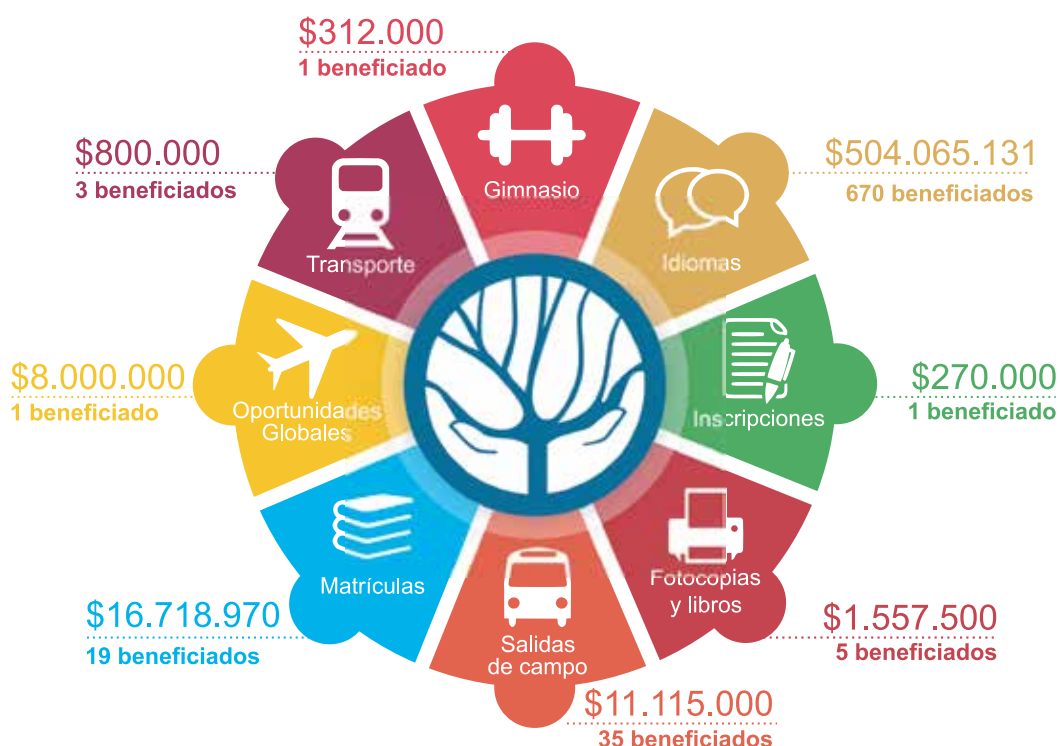 $312.000
1 beneficiado
Gimnasio
$504.065.131
670 beneficiados
Idiomas
$270.000
1 beneficiado
Inscripciones
$1.557.500
5 beneficiados
Fotocopias
y libros
$11.115.000
35 beneficiados
Salidas
de campo
$16.718.970
19 beneficiados
Matrículas
$8.000.000
1 beneficiado
Oportunidades
Globales
$800.000
3 beneficiados
Transporte